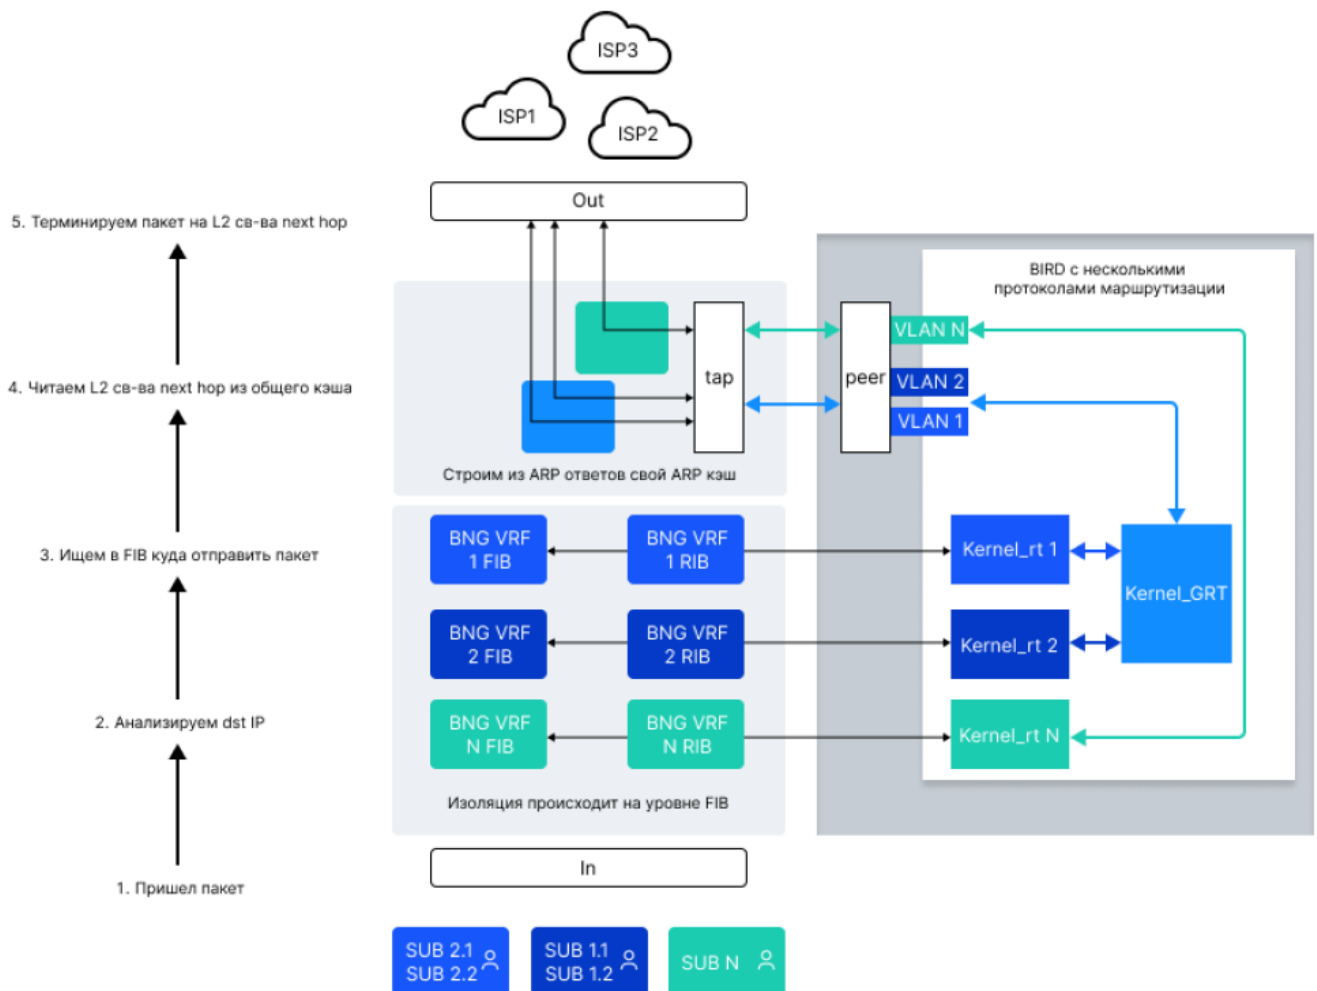 ISP3
ISP1
ISP2
Out
5. Терминируем пакет на L2 св-ва next hop
BIRD с несколькими
протоколами маршрутизации
VLAN N
tap
peer
VLAN 2
4. Читаем L2 св-ва next hop из общего кэша
VLAN 1
Строим из ARP ответов свой ARP кэш
BNG VRF
1 FIB
BNG VRF
1 RIB
Kernel_rt 1
3. Ищем в FIB куда отправить пакет
Kernel_GRT
BNG VRF
2 FIB
BNG VRF
2 RIB
Kernel_rt 2
2. Анализируем dst IP
BNG VRF
N FIB
BNG VRF
N RIB
Kernel_rt N
Изоляция происходит на уровне FIB
In
1. Пришел пакет
SUB 2.1
SUB 2.2
SUB 1.1
SUB 1.2
SUB N